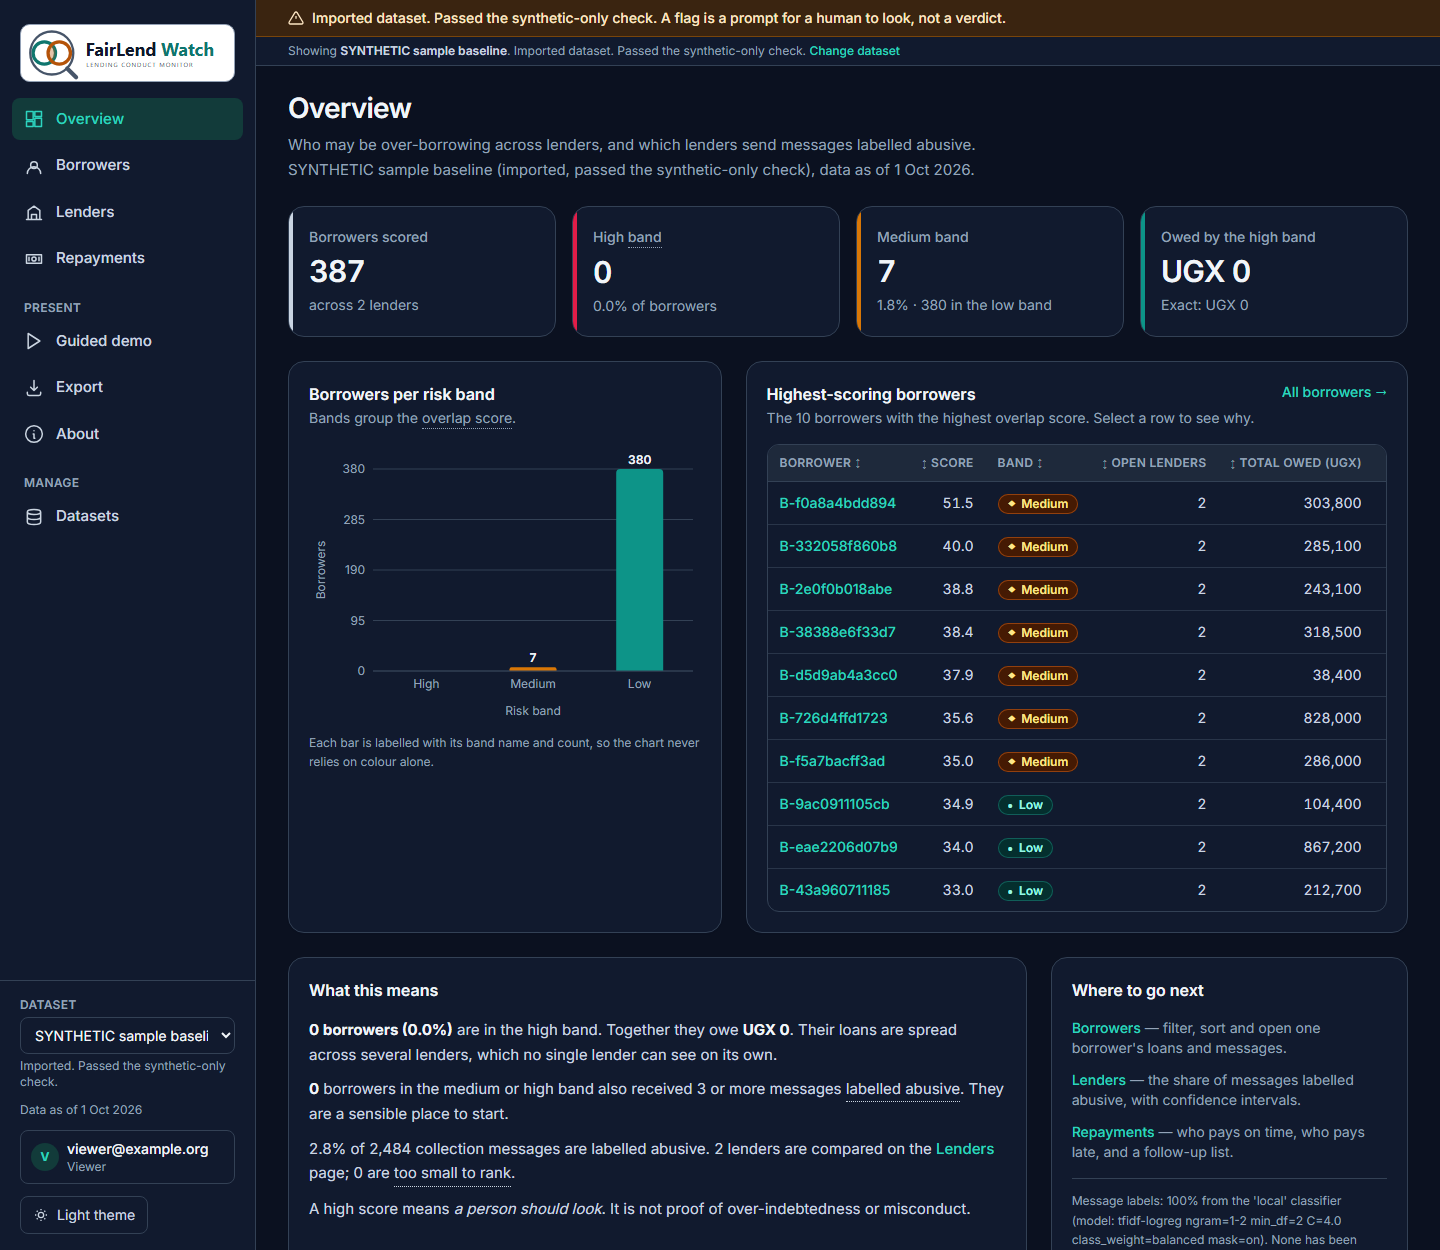 FairLend Watch
LENDING CONDUCT MONITOR
Overview
Borrowers
Lenders
Repayments
PRESENT
Guided demo
Export
About
MANAGE
Datasets
DATASET
SYNTHETIC sample baseli
Imported. Passed the synthetic-only
check.
Data as of 1 Oct 2026
V
viewer@example.org
Viewer
Light theme
Imported dataset. Passed the synthetic-only check. A flag is a prompt for a human to look, not a verdict.
Showing SYNTHETIC sample baseline. Imported dataset. Passed the synthetic-only check. Change dataset
Overview
Who may be over-borrowing across lenders, and which lenders send messages labelled abusive.
SYNTHETIC sample baseline (imported, passed the synthetic-only check), data as of 1 Oct 2026.
Borrowers scored
387
across 2 lenders
High band
0
0.0% of borrowers
Medium band
7
1.8% · 380 in the low band
Owed by the high band
UGX 0
Exact: UGX 0
Borrowers per risk band
Bands group the overlap score.
380
380
285
190
95
0
7
Borrowers
High
Medium
Low
Risk band
Each bar is labelled with its band name and count, so the chart never
relies on colour alone.
Highest-scoring borrowers
All borrowers →
The 10 borrowers with the highest overlap score. Select a row to see why.
BORROWER ↕ ↕ SCORE BAND ↕ ↕ OPEN LENDERS ↕ TOTAL OWED (UGX)
B-f0a8a4bdd894 51.5 Medium 2 303,800
B-332058f860b8 40.0 Medium 2 285,100
B-2e0f0b018abe 38.8 Medium 2 243,100
B-38388e6f33d7 38.4 Medium 2 318,500
B-d5d9ab4a3cc0 37.9 Medium 2 38,400
B-726d4ffd1723 35.6 Medium 2 828,000
B-f5a7bacff3ad 35.0 Medium 2 286,000
B-9ac0911105cb 34.9 Low 2 104,400
B-eae2206d07b9 34.0 Low 2 867,200
B-43a960711185 33.0 Low 2 212,700
What this means
0 borrowers (0.0%) are in the high band. Together they owe UGX 0. Their loans are spread
across several lenders, which no single lender can see on its own.
0 borrowers in the medium or high band also received 3 or more messages labelled abusive. They
are a sensible place to start.
2.8% of 2,484 collection messages are labelled abusive. 2 lenders are compared on the Lenders
page; 0 are too small to rank.
A high score means a person should look. It is not proof of over-indebtedness or misconduct.
Where to go next
Borrowers — filter, sort and open one
borrower's loans and messages.
Lenders — the share of messages labelled
abusive, with confidence intervals.
Repayments — who pays on time, who pays
late, and a follow-up list.
Message labels: 100% from the 'local' classifier
(model: tfidf-logreg ngram=1-2 min_df=2 C=4.0
class_weight=balanced mask=on). None has been